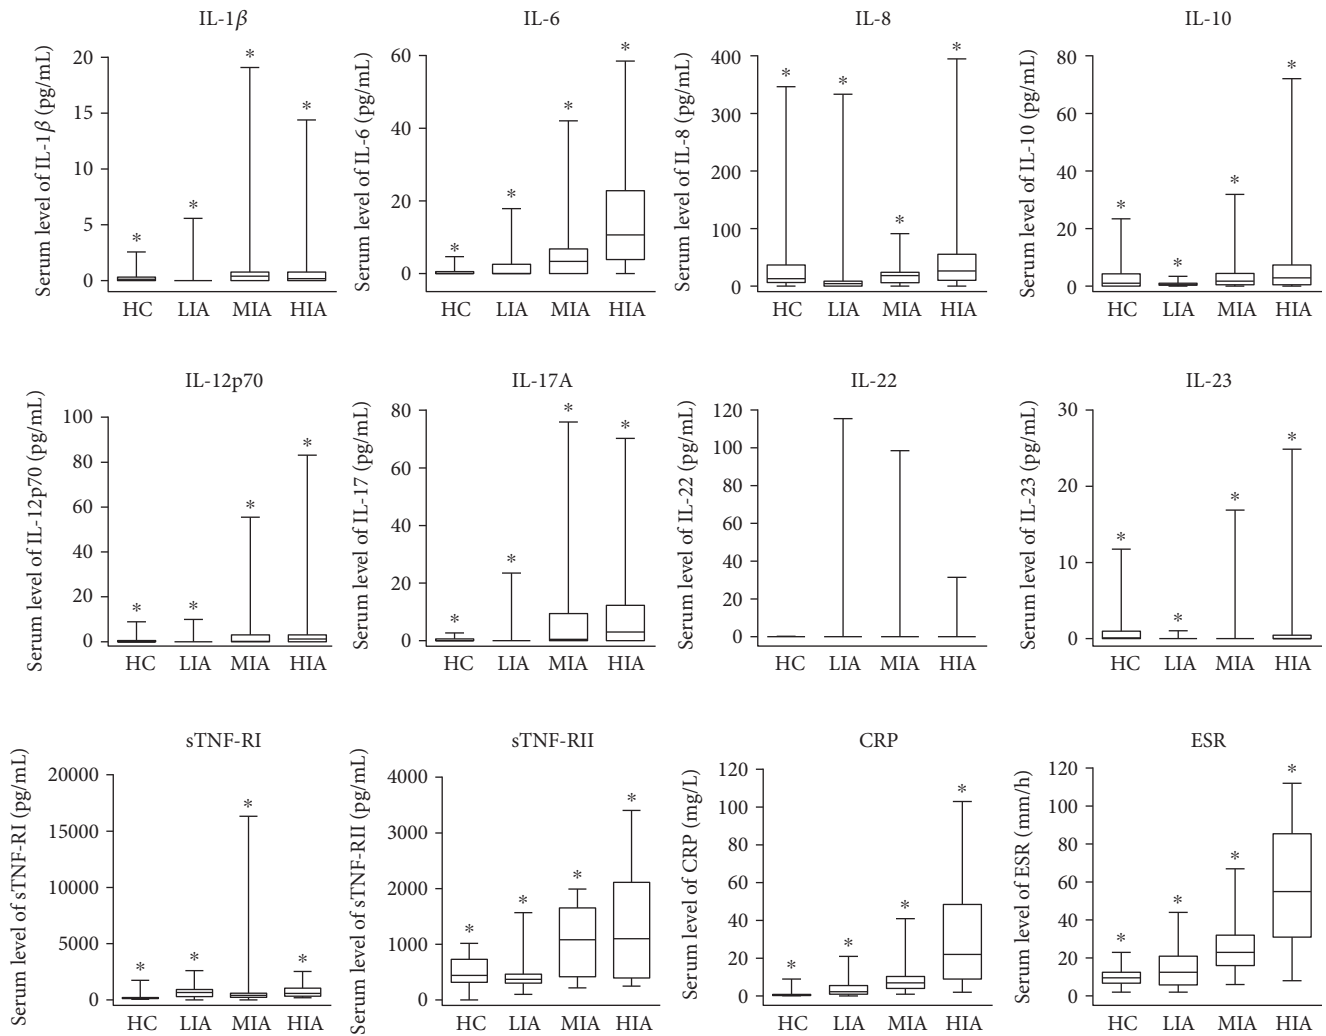 IL-1β
Serum level of IL-1β (pg/mL)
20
15
10
5
0
* * * *
HC LIA MIA HIA
IL-6
Serum level of IL-6 (pg/mL)
60
40
20
0
* * * *
HC LIA MIA HIA
IL-8
Serum level of IL-8 (pg/mL)
400
300
200
100
0
* * * *
HC LIA MIA HIA
IL-10
Serum level of IL-10 (pg/mL)
80
60
40
20
0
* * * *
HC LIA MIA HIA
IL-12p70
Serum level of IL-12p70 (pg/mL)
100
80
60
40
20
0
* * * *
HC LIA MIA HIA
IL-17A
Serum level of IL-17 (pg/mL)
80
60
40
20
0
* * * *
HC LIA MIA HIA
IL-22
Serum level of IL-22 (pg/mL)
120
100
80
60
40
20
0
HC LIA MIA HIA
IL-23
Serum level of IL-23 (pg/mL)
30
20
10
0
* * * *
HC LIA MIA HIA
sTNF-RI
Serum level of sTNF-RI (pg/mL)
20000
15000
10000
5000
0
* * * *
HC LIA MIA HIA
sTNF-RII
Serum level of sTNF-RII (pg/mL)
4000
3000
2000
1000
0
* * * *
HC LIA MIA HIA
CRP
Serum level of CRP (mg/L)
120
100
80
60
40
20
0
* * * *
HC LIA MIA HIA
ESR
Serum level of ESR (mm/h)
120
100
80
60
40
20
0
* * * *
HC LIA MIA HIA